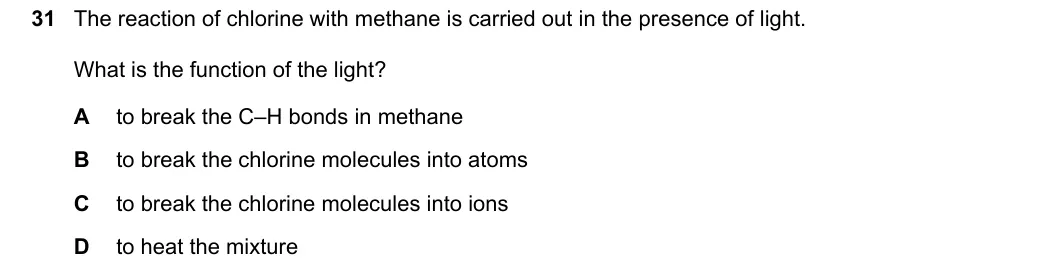 31 The reaction of chlorine with methane is carried out in the presence of light.
What is the function of the light?
A to break the C–H bonds in methane
B to break the chlorine molecules into atoms
C to break the chlorine molecules into ions
D to heat the mixture